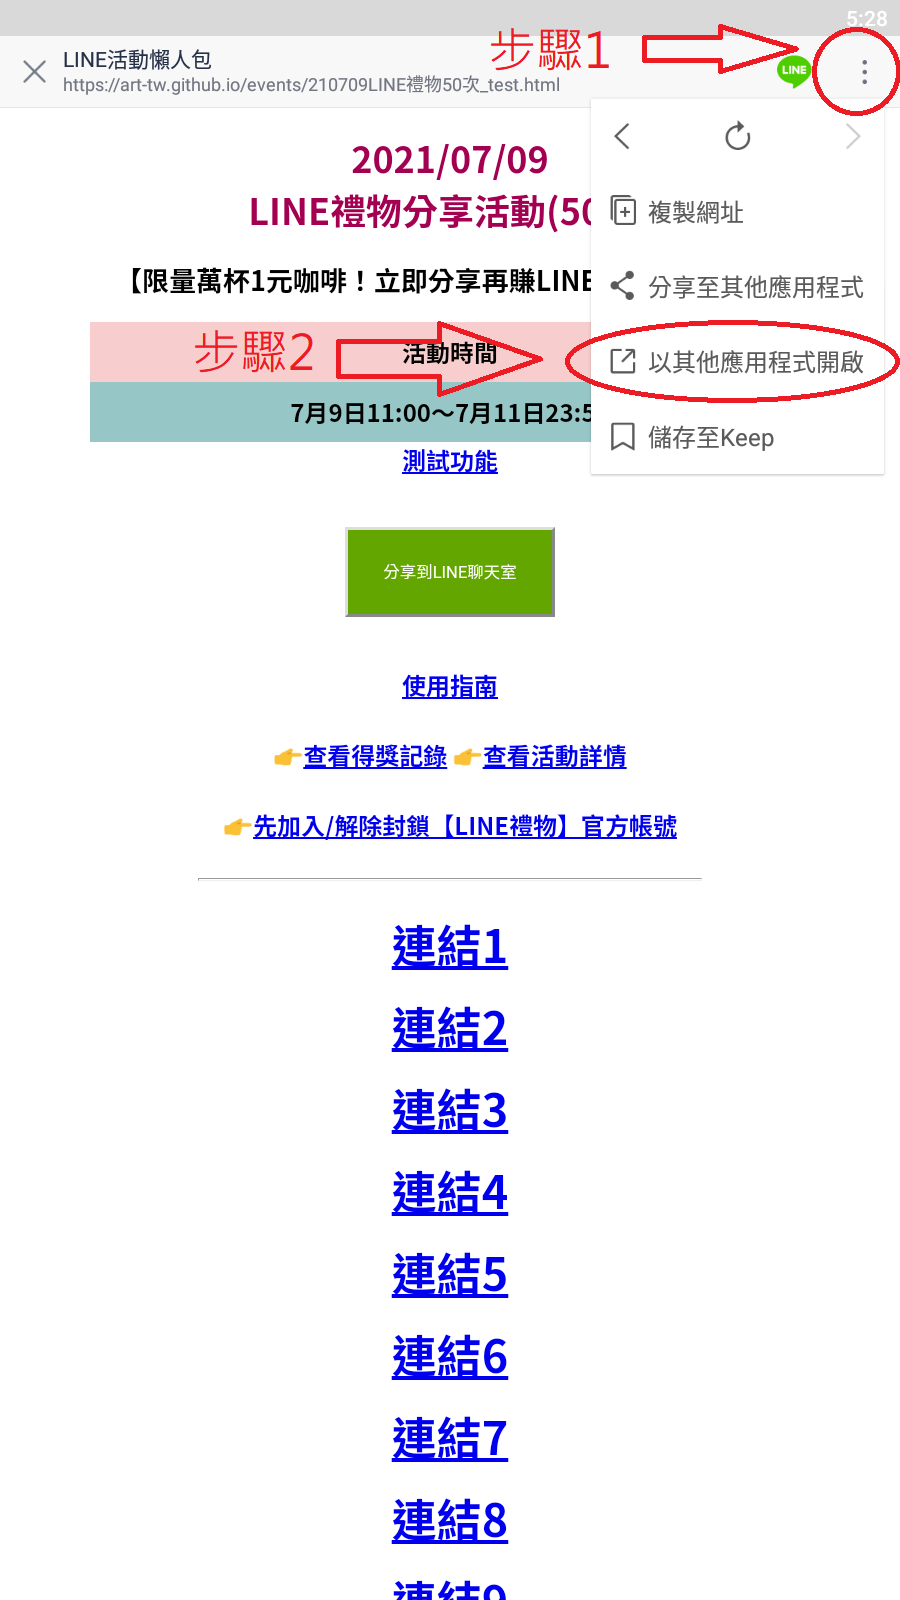 5:28
步驟1
LINE活動懶人包
https://art-tw.github.io/events/210709LINE禮物50次_test.html
LINE
2021/07/09
LINE禮物分享活動(50
複製網址
分享至其他應用程式
【限量萬杯1元咖啡！立即分享再賺LINE
步驟2
活動時間
以其他應用程式開啟
7月9日11:00～7月11日23:5
儲存至Keep
測試功能
分享到LINE聊天室
使用指南
👉查看得獎記錄 👉查看活動詳情
👉先加入/解除封鎖【LINE禮物】官方帳號
連結1
連結2
連結3
連結4
連結5
連結6
連結7
連結8
連結9